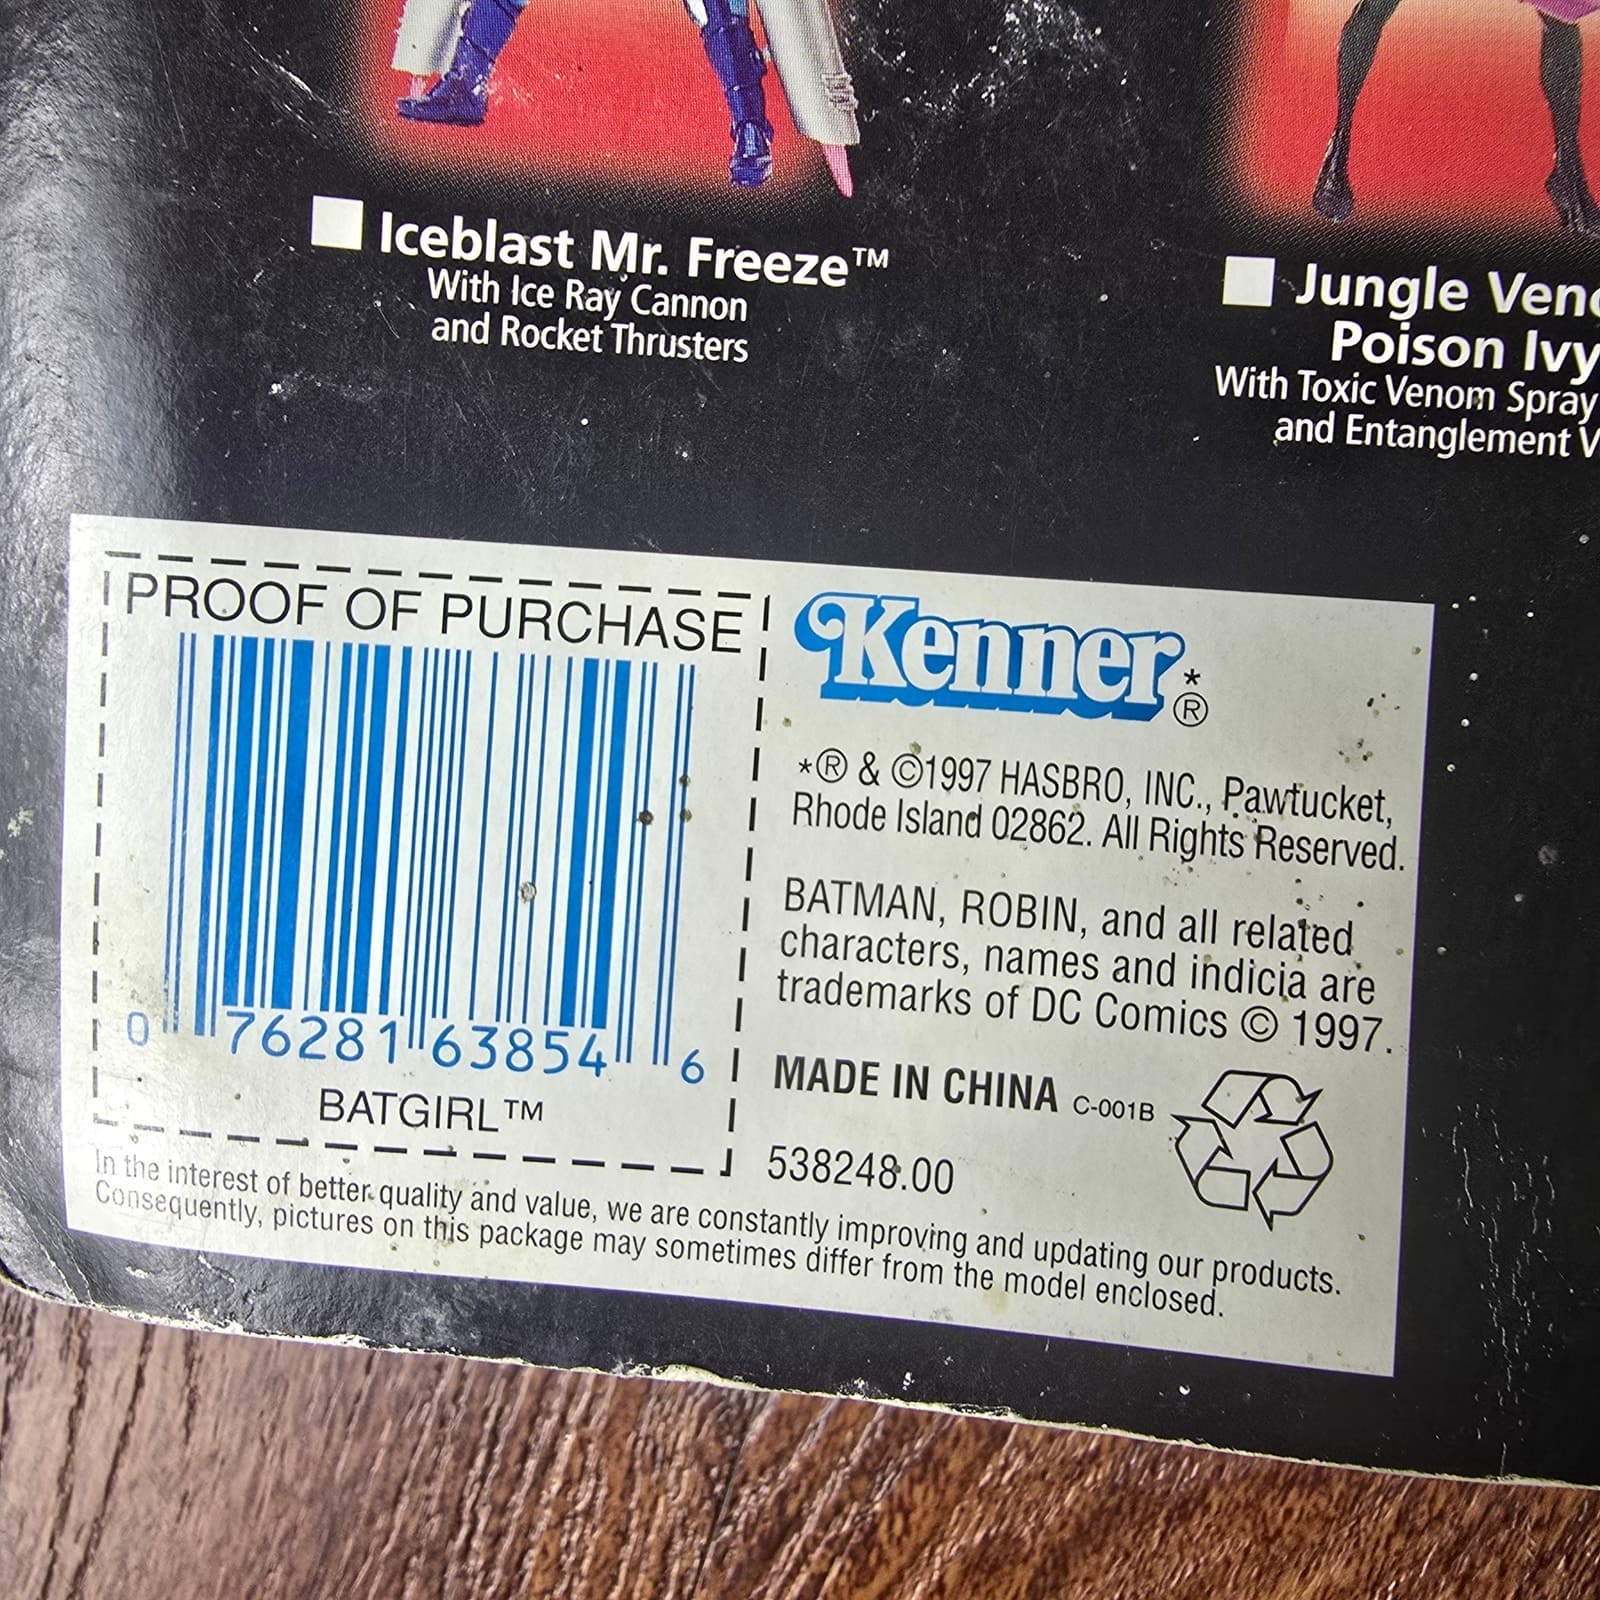 Iceblast Mr. Freeze™
With Ice Ray Cannon
and Rocket Thrusters
Jungle
Poison Ivy
With Toxic Venom Spray
and Entanglement
PROOF OF PURCHASE
0 76281 63854 6
BATGIRL™
Kenner*®
*® & ©1997 HASBRO, INC., Pawtucket,
Rhode Island 02862. All Rights Reserved.
BATMAN, ROBIN, and all related
characters, names and indicia are
trademarks of DC Comics © 1997.
MADE IN CHINA C-001B
538248.00
In the interest of better quality and value, we are constantly improving and updating our products.
Consequently, pictures on this package may sometimes differ from the model enclosed.